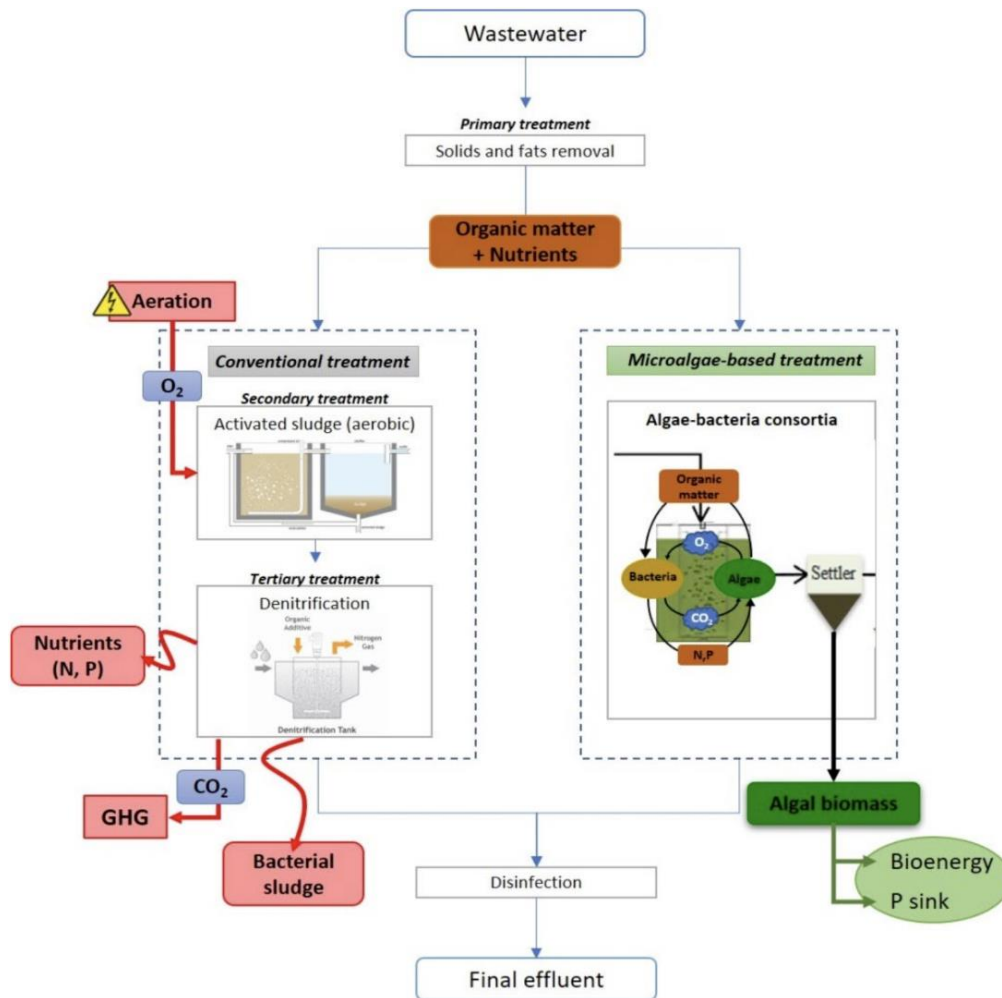 Wastewater
Primary treatment
Solids and fats removal
Organic matter
+ Nutrients
Aeration
O₂
Conventional treatment
Secondary treatment
Activated sludge (aerobic)
Tertiary treatment
Denitrification
Organic
Additive
Nitrogen
Gas
Denitrification Tank
Nutrients
(N, P)
CO₂
GHG
Bacterial
sludge
Microalgae-based treatment
Algae-bacteria consortia
Organic
matter
O₂
Bacteria
Algae
CO₂
N,P
Settler
Algal biomass
Bioenergy
P sink
Disinfection
Final effluent